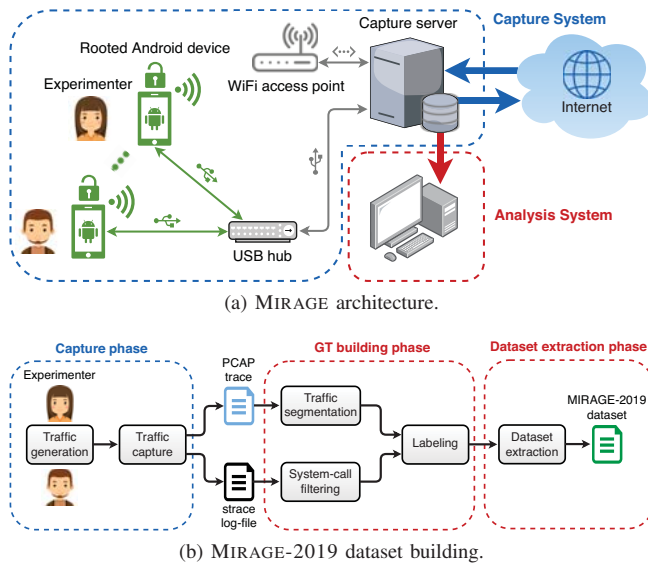 Capture server
Capture System
Rooted Android device
Experimenter
WiFi access point
Internet
Analysis System
USB hub
(a) MIRAGE architecture.
Capture phase
GT building phase
Dataset extraction phase
Experimenter
PCAP
trace
MIRAGE-2019
dataset
Traffic
generation
Traffic
capture
Traffic
segmentation
Labeling
Dataset
extraction
System-call
filtering
strace
log-file
(b) MIRAGE-2019 dataset building.